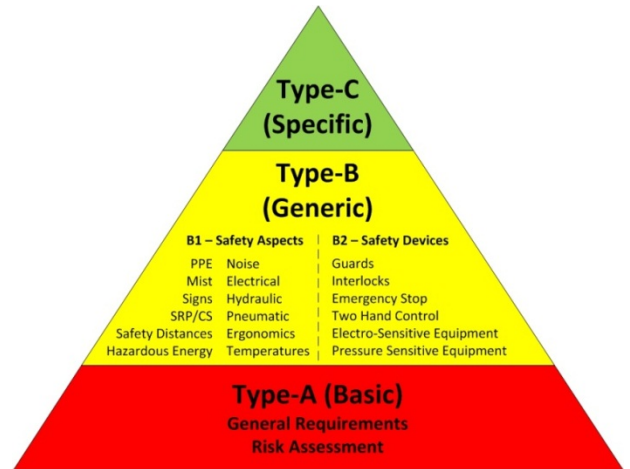 Type-C
(Specific)
Type-B
(Generic)
B1 – Safety Aspects B2 – Safety Devices
PPE Noise Guards
Mist Electrical Interlocks
Signs Hydraulic Emergency Stop
SRP/CS Pneumatic Two Hand Control
Safety Distances Ergonomics Electro-Sensitive Equipment
Hazardous Energy Temperatures Pressure Sensitive Equipment
Type-A (Basic)
General Requirements
Risk Assessment